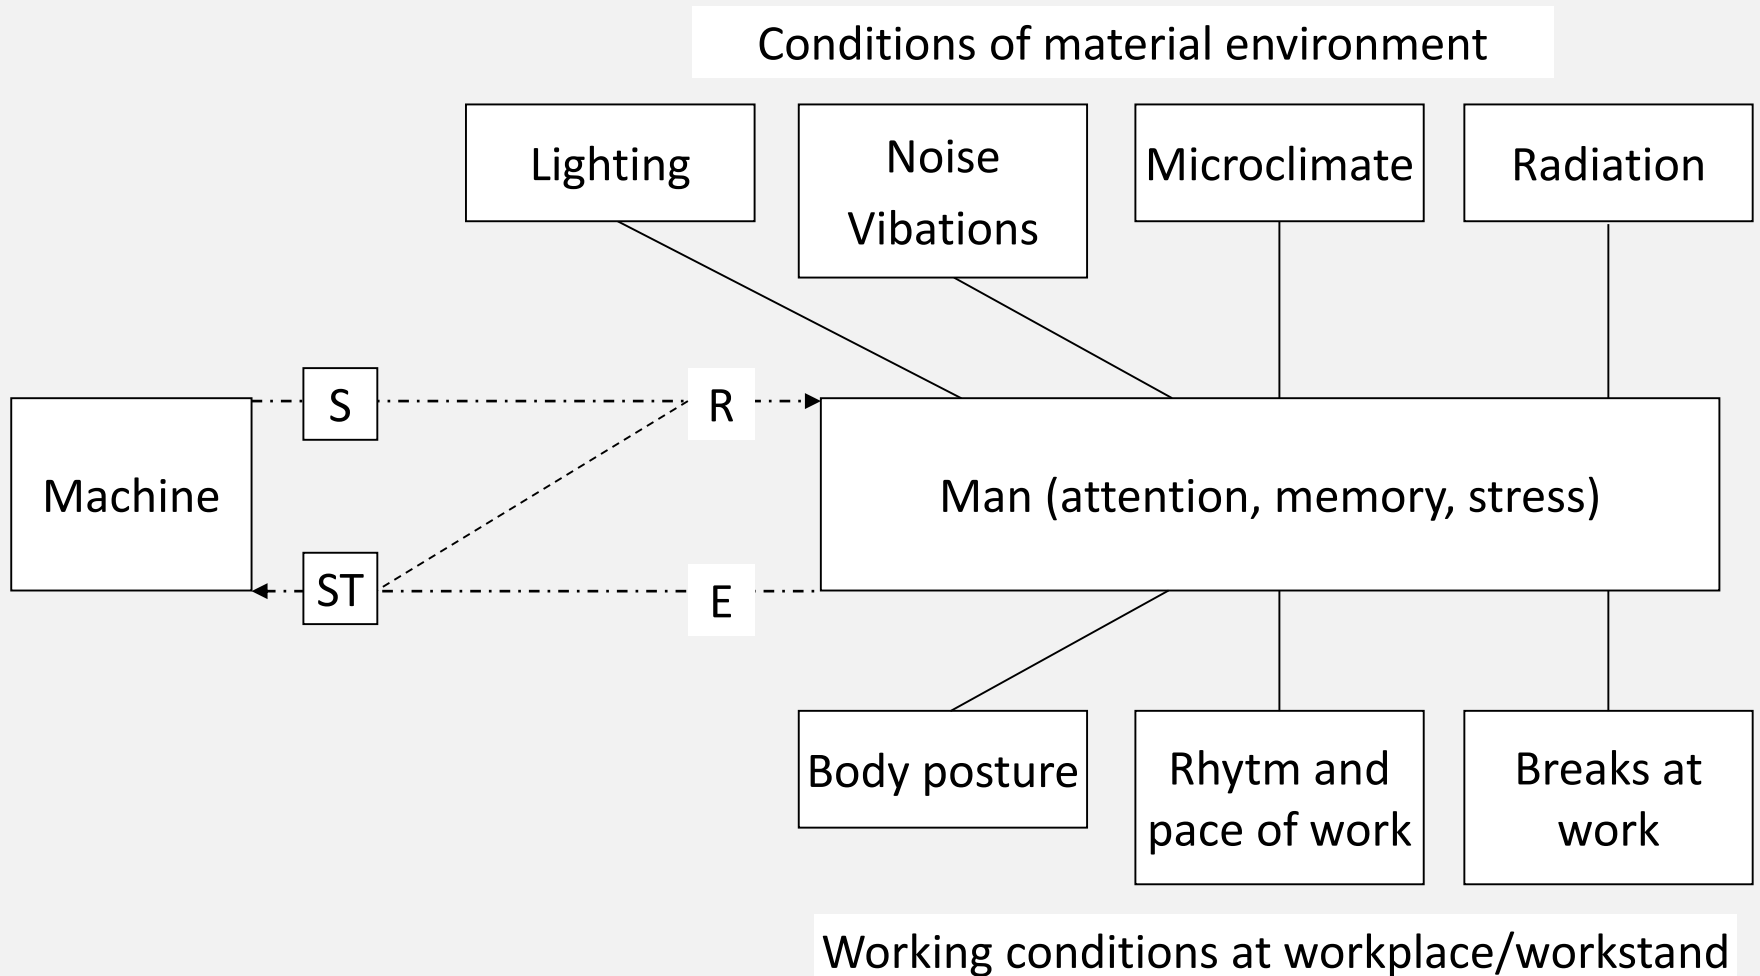 Conditions of material environment
Lighting
Noise
Vibations
Microclimate
Radiation
S
R
Machine
Man (attention, memory, stress)
ST
E
Body posture
Rhytm and
pace of work
Breaks at
work
Working conditions at workplace/workstand